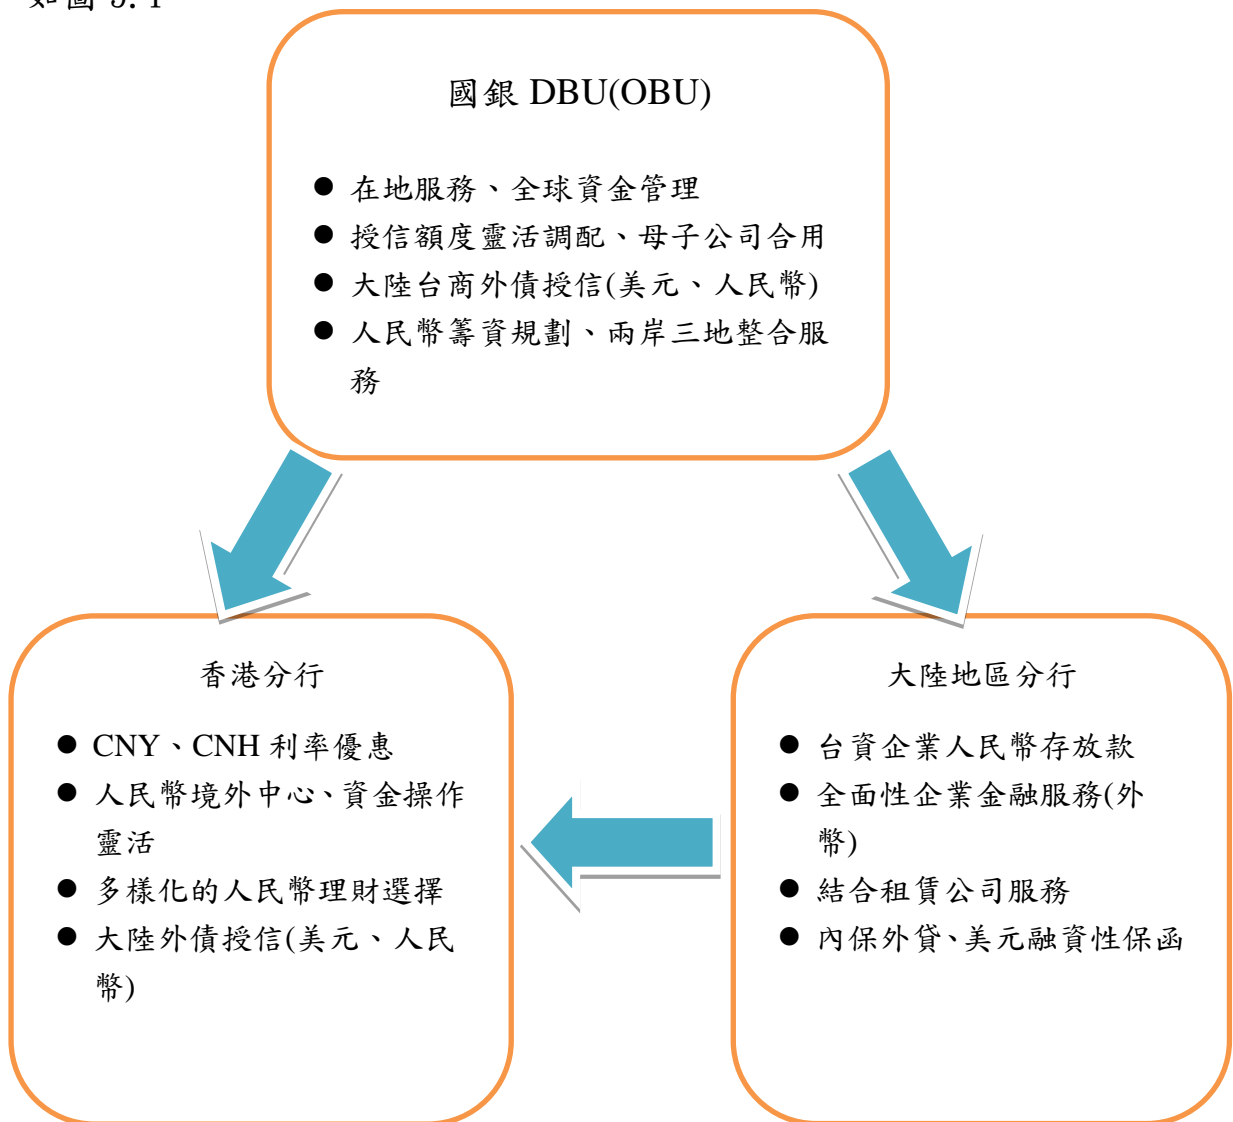 如圖 5.1
國銀 DBU(OBU)
● 在地服務、全球資金管理
● 授信額度靈活調配、母子公司合用
● 大陸台商外債授信(美元、人民幣)
● 人民幣籌資規劃、兩岸三地整合服
務
香港分行
● CNY、CNH 利率優惠
● 人民幣境外中心、資金操作
靈活
● 多樣化的人民幣理財選擇
● 大陸外債授信(美元、人民
幣)
大陸地區分行
● 台資企業人民幣存放款
● 全面性企業金融服務(外
幣)
● 結合租賃公司服務
● 內保外貸、美元融資性保函